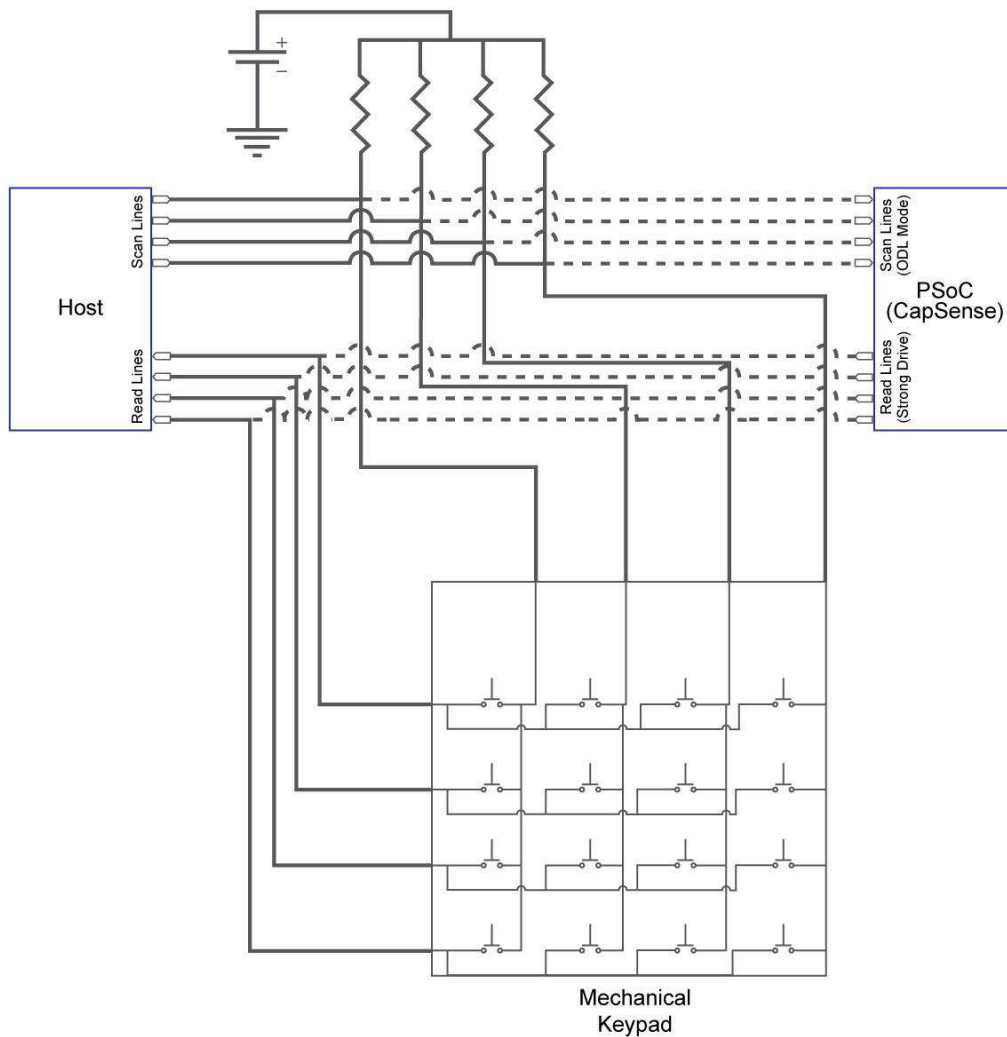 +
−
Scan Lines
Host
Read Lines
Scan Lines
(ODL Mode)
PSoC
(CapSense)
Read Lines
(Strong Drive)
Mechanical
Keypad